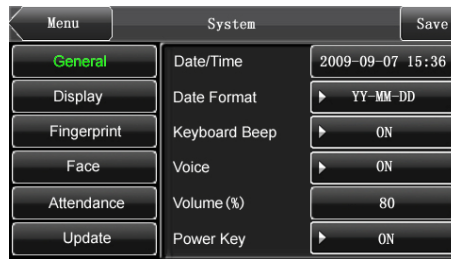 Menu System Save
General Date/Time 2009-09-07 15:36
Display Date Format YY-MM-DD
Fingerprint Keyboard Beep ON
Face Voice ON
Attendance Volume(%) 80
Update Power Key ON